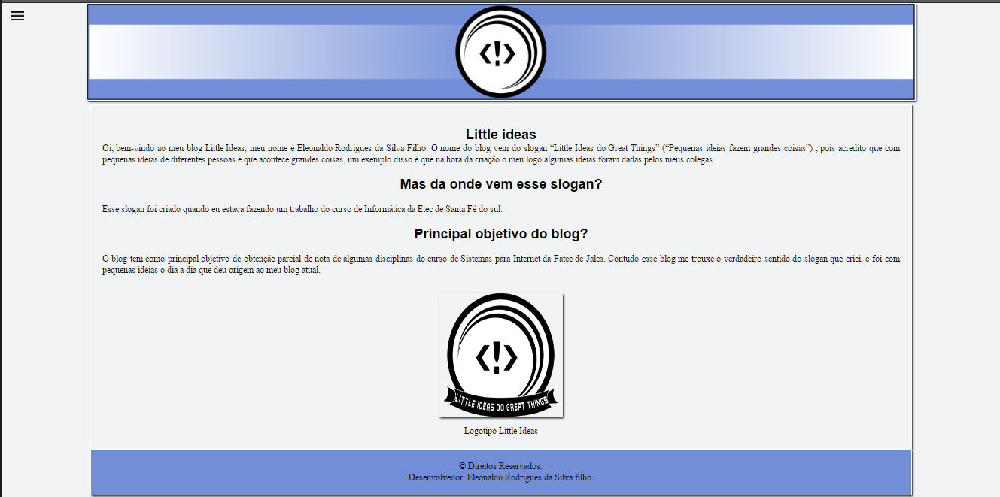 <!>
Little ideas
Oi, bem-vindo ao meu blog Little Ideas, meu nome é Eleonaldo Rodrigues da Silva Filho. O nome do blog vem do slogan “Little Ideas do Great Things” (“Pequenas ideias fazem grandes coisas”) , pois acredito que com
pequenas ideias de diferentes pessoas é que acontece grandes coisas, um exemplo disso é que na hora da criação o meu logo algumas ideias foram dadas pelos meus colegas.
Mas da onde vem esse slogan?
Esse slogan foi criado quando eu estava fazendo um trabalho do curso de Informática da Etec de Santa Fé do sul.
Principal objetivo do blog?
O blog tem como principal objetivo de obtenção parcial de nota de algumas disciplinas do curso de Sistemas para Internet da Fatec de Jales. Contudo esse blog me trouxe o verdadeiro sentido do slogan que criei, e foi com
pequenas ideias o dia a dia que deu origem ao meu blog atual.
<!>
LITTLE IDEAS DO GREAT THINGS
Logotipo Little Ideas
© Direitos Reservados.
Desenvolvedor: Eleonaldo Rodrigues da Silva filho.